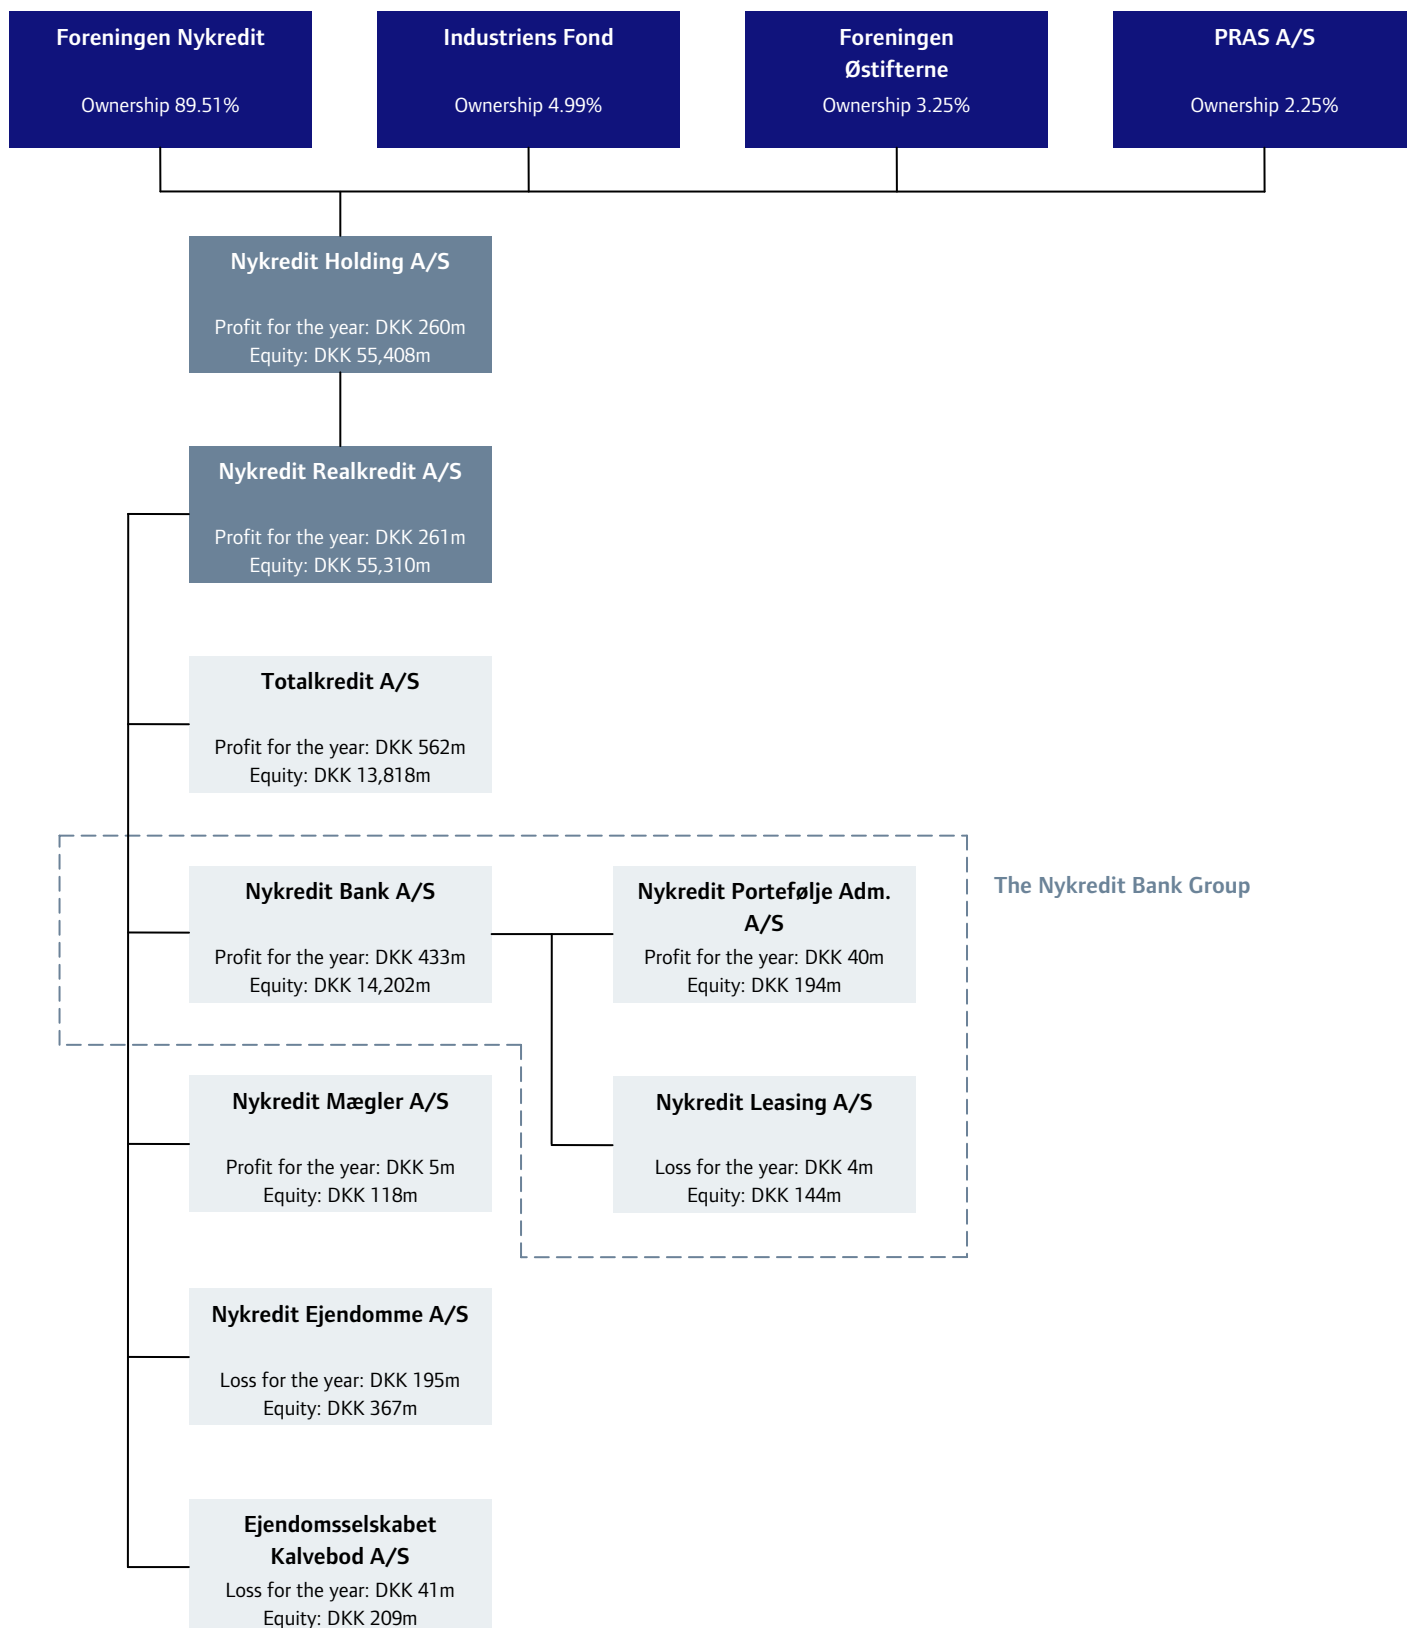 Foreningen Nykredit
Ownership 89.51%
Industriens Fond
Ownership 4.99%
Foreningen
Østifterne
Ownership 3.25%
PRAS A/S
Ownership 2.25%
Nykredit Holding A/S
Profit for the year: DKK 260m
Equity: DKK 55,408m
Nykredit Realkredit A/S
Profit for the year: DKK 261m
Equity: DKK 55,310m
Totalkredit A/S
Profit for the year: DKK 562m
Equity: DKK 13,818m
Nykredit Bank A/S
Profit for the year: DKK 433m
Equity: DKK 14,202m
Nykredit Portefølje Adm.
A/S
Profit for the year: DKK 40m
Equity: DKK 194m
The Nykredit Bank Group
Nykredit Mægler A/S
Profit for the year: DKK 5m
Equity: DKK 118m
Nykredit Leasing A/S
Loss for the year: DKK 4m
Equity: DKK 144m
Nykredit Ejendomme A/S
Loss for the year: DKK 195m
Equity: DKK 367m
Ejendomsselskabet
Kalvebod A/S
Loss for the year: DKK 41m
Equity: DKK 209m